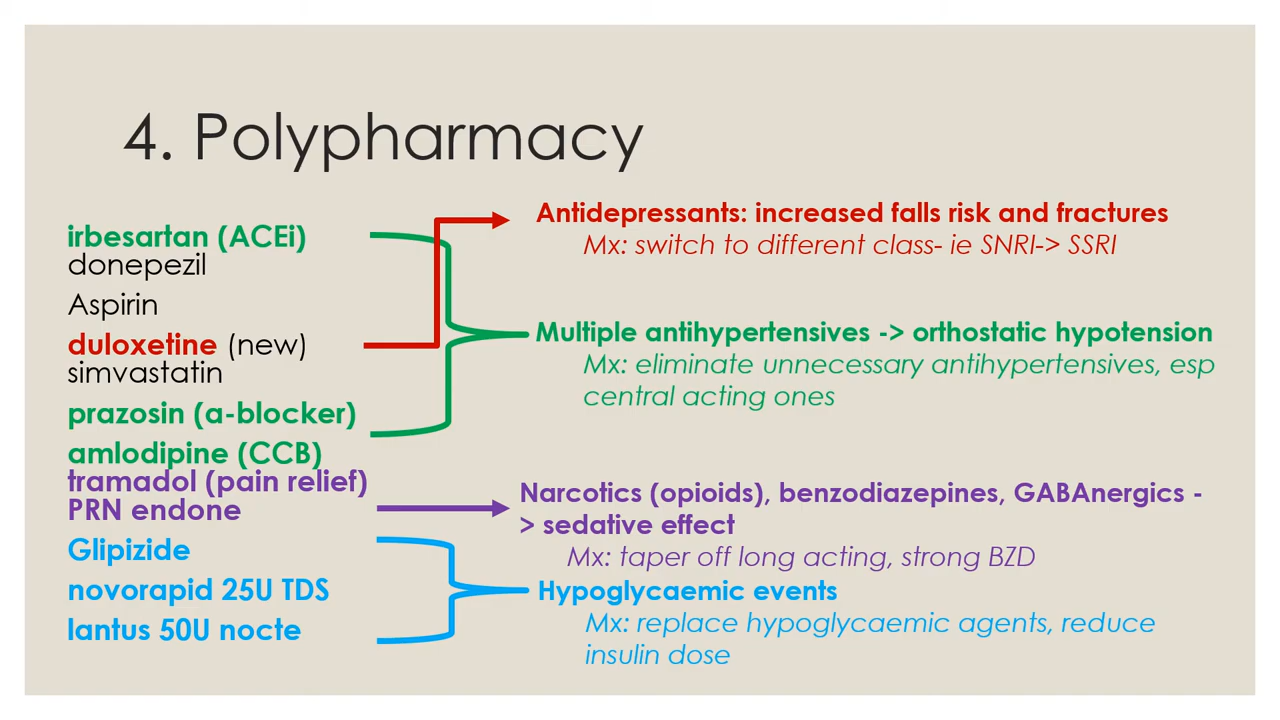 4. Polypharmacy
irbesartan (ACEi)
donepezil
Aspirin
duloxetine (new)
simvastatin
prazosin (a-blocker)
amlodipine (CCB)
tramadol (pain relief)
PRN endone
Glipizide
novorapid 25U TDS
lantus 50U nocte
Antidepressants: increased falls risk and fractures
Mx: switch to different class- ie SNRI-> SSRI
Multiple antihypertensives -> orthostatic hypotension
Mx: eliminate unnecessary antihypertensives, esp
central acting ones
Narcotics (opioids), benzodiazepines, GABAnergics -
> sedative effect
Mx: taper off long acting, strong BZD
Hypoglycaemic events
Mx: replace hypoglycaemic agents, reduce
insulin dose